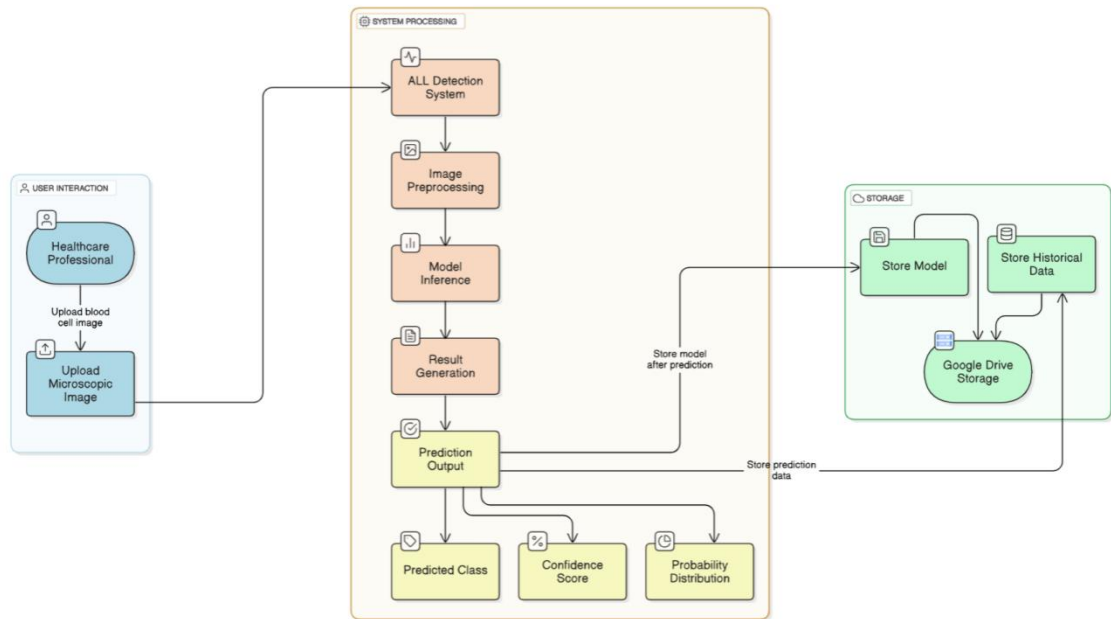 SYSTEM PROCESSING
ALL Detection
System
Image
Preprocessing
Model
Inference
Result
Generation
Prediction
Output
Predicted Class
Confidence
Score
Probability
Distribution
USER INTERACTION
Healthcare
Professional
Upload blood
cell image
Upload
Microscopic
Image
Store model
after prediction
Store prediction
data
STORAGE
Store Model
Store Historical
Data
Google Drive
Storage